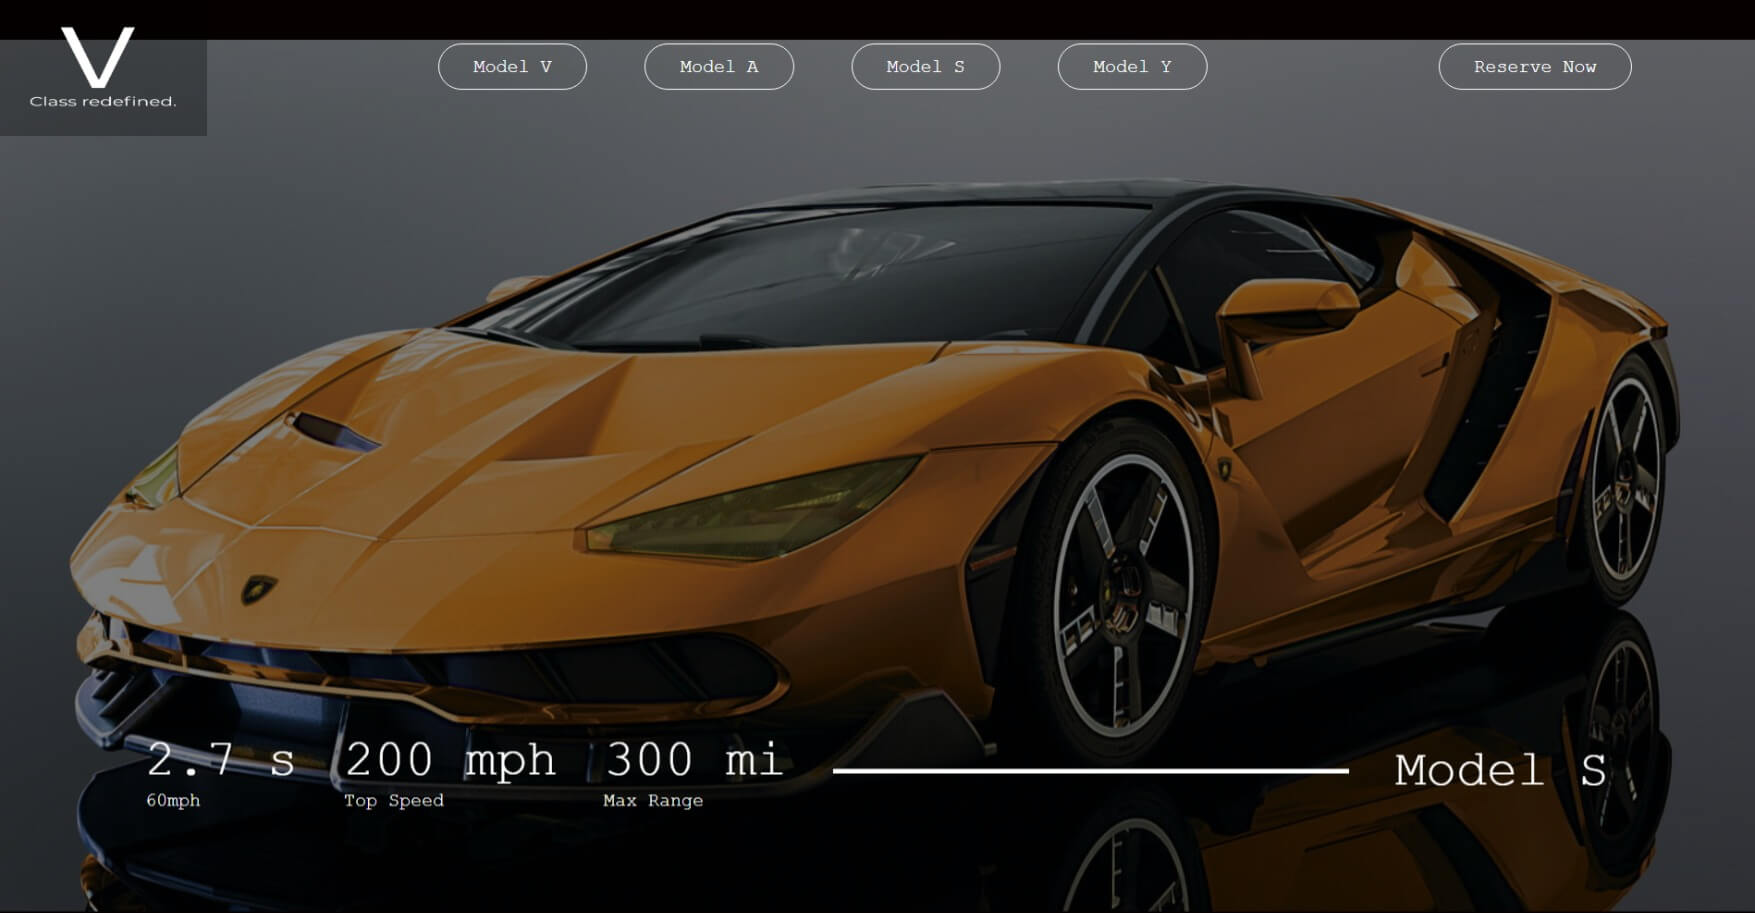 V
Class redefined.
Model V
Model A
Model S
Model Y
Reserve Now
2.7 s
60mph
200 mph
Top Speed
300 mi
Max Range
Model S